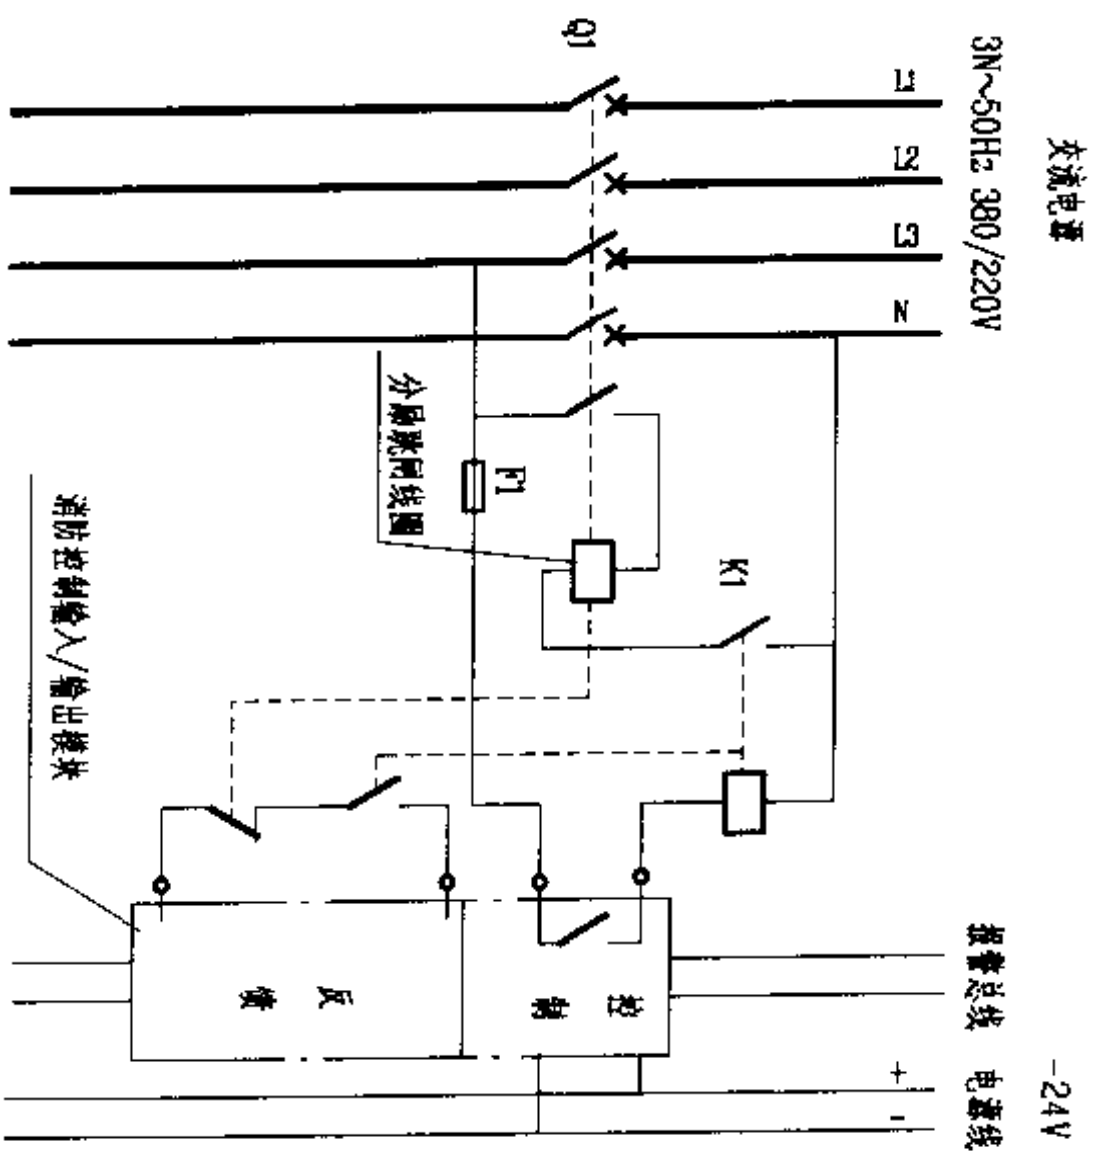 交流电源
3N~50Hz 380/220V
L1
L2
L3
N
Q1
分励脱扣线圈
F1
K1
消防控制输入/输出模块
反馈
控制
报警总线
-24V
电源线
+
-